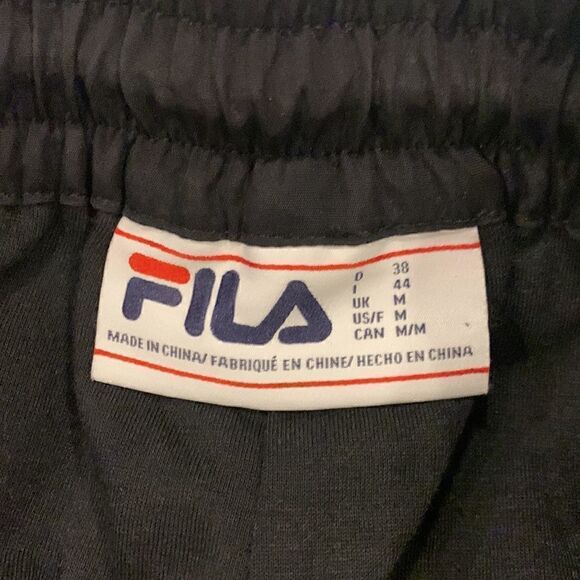 FILA
D 38
I 44
UK M
US/F M
CAN M/M
MADE IN CHINA/ FABRIQUÉ EN CHINE/ HECHO EN CHINA